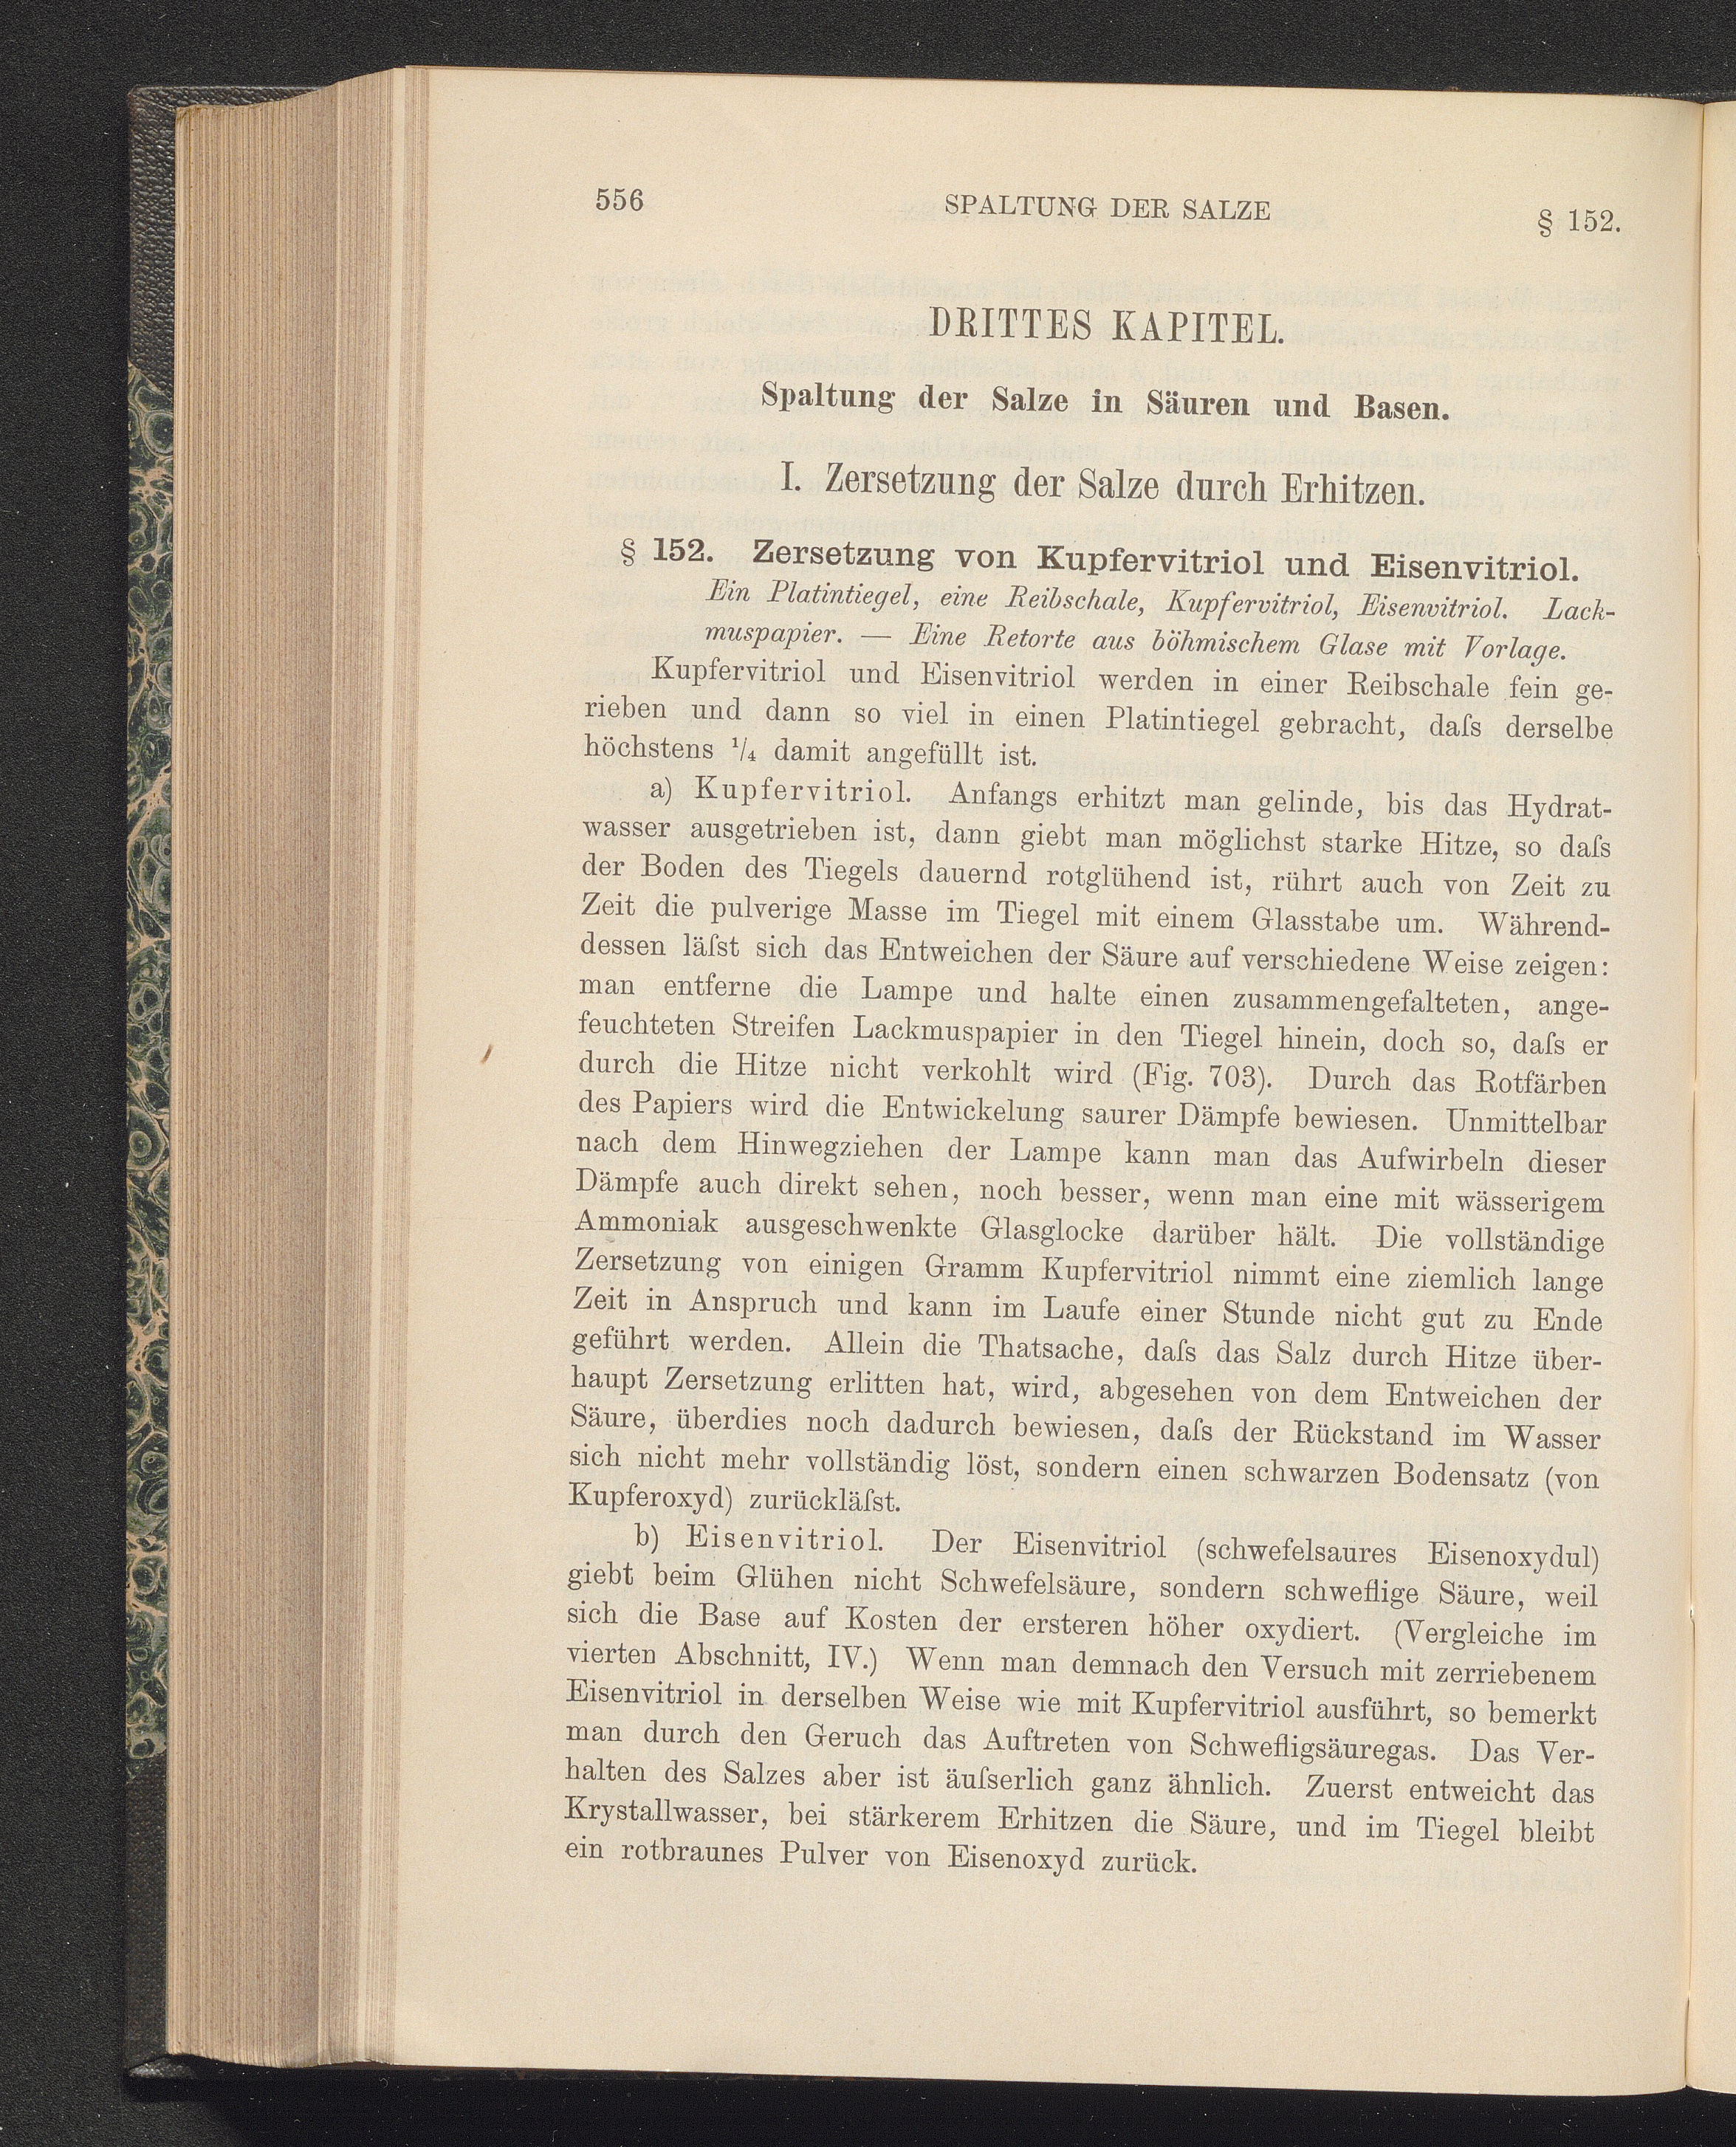 556 SPALTUNG DER SALZE § 152.
DRITTES KAPITEL.
Spaltung der Salze in Säuren und Basen.
I. Zersetzung der Salze durch Erhitzen.
§ 152. Zersetzung von Kupfervitriol und Eisenvitriol.
Ein Platintiegel, eine Reibschale, Kupfervitriol, Eisenvitriol. Lack-
muspapier. — Eine Retorte aus böhmischem Glase mit Vorlage.
Kupfervitriol und Eisenvitriol werden in einer Reibschale fein ge-
rieben und dann so viel in einen Platintiegel gebracht, daſs derselbe
höchstens ¹/₄ damit angefüllt ist.
a) Kupfervitriol. Anfangs erhitzt man gelinde, bis das Hydrat-
wasser ausgetrieben ist, dann giebt man möglichst starke Hitze, so daſs
der Boden des Tiegels dauernd rotglühend ist, rührt auch von Zeit zu
Zeit die pulverige Masse im Tiegel mit einem Glasstabe um. Während-
dessen läſst sich das Entweichen der Säure auf verschiedene Weise zeigen:
man entferne die Lampe und halte einen zusammengefalteten, ange-
feuchteten Streifen Lackmuspapier in den Tiegel hinein, doch so, daſs er
durch die Hitze nicht verkohlt wird (Fig. 703). Durch das Rotfärben
des Papiers wird die Entwickelung saurer Dämpfe bewiesen. Unmittelbar
nach dem Hinwegziehen der Lampe kann man das Aufwirbeln dieser
Dämpfe auch direkt sehen, noch besser, wenn man eine mit wässerigem
Ammoniak ausgeschwenkte Glasglocke darüber hält. Die vollständige
Zersetzung von einigen Gramm Kupfervitriol nimmt eine ziemlich lange
Zeit in Anspruch und kann im Laufe einer Stunde nicht gut zu Ende
geführt werden. Allein die Thatsache, daſs das Salz durch Hitze über-
haupt Zersetzung erlitten hat, wird, abgesehen von dem Entweichen der
Säure, überdies noch dadurch bewiesen, daſs der Rückstand im Wasser
sich nicht mehr vollständig löst, sondern einen schwarzen Bodensatz (von
Kupferoxyd) zurückläſst.
b) Eisenvitriol. Der Eisenvitriol (schwefelsaures Eisenoxydul)
giebt beim Glühen nicht Schwefelsäure, sondern schweflige Säure, weil
sich die Base auf Kosten der ersteren höher oxydiert. (Vergleiche im
vierten Abschnitt, IV.) Wenn man demnach den Versuch mit zerriebenem
Eisenvitriol in derselben Weise wie mit Kupfervitriol ausführt, so bemerkt
man durch den Geruch das Auftreten von Schwefligsäuregas. Das Ver-
halten des Salzes aber ist äuſserlich ganz ähnlich. Zuerst entweicht das
Krystallwasser, bei stärkerem Erhitzen die Säure, und im Tiegel bleibt
ein rotbraunes Pulver von Eisenoxyd zurück.